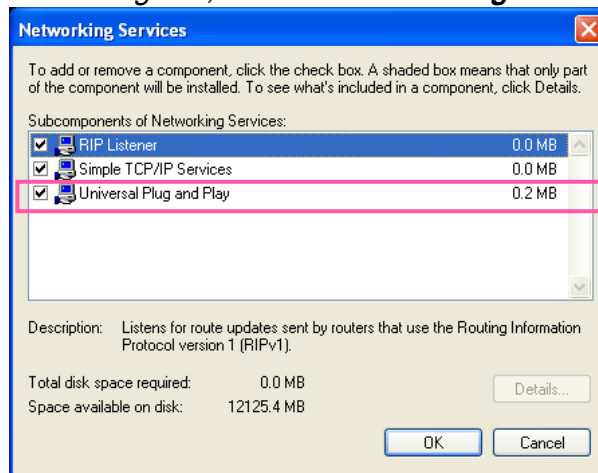 Networking Services
To add or remove a component, click the check box. A shaded box means that only part
of the component will be installed. To see what's included in a component, click Details.
Subcomponents of Networking Services:
RIP Listener 0.0 MB
Simple TCP/IP Services 0.0 MB
Universal Plug and Play 0.2 MB
Description: Listens for route updates sent by routers that use the Routing Information
Protocol version 1 (RIPv1).
Total disk space required: 0.0 MB
Details...
Space available on disk: 12125.4 MB
OK Cancel